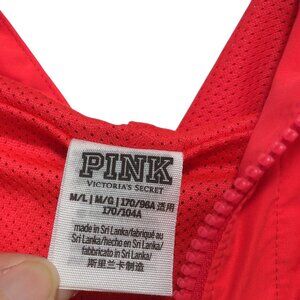 PINK
VICTORIA'S SECRET
M/L | M/G | 170/96A 适用
170/104A
made in Sri Lanka/fabriqué au
Sri Lanka/hecho en Sri Lanka/
fabbricato in Sri Lanka/
斯里兰卡制造